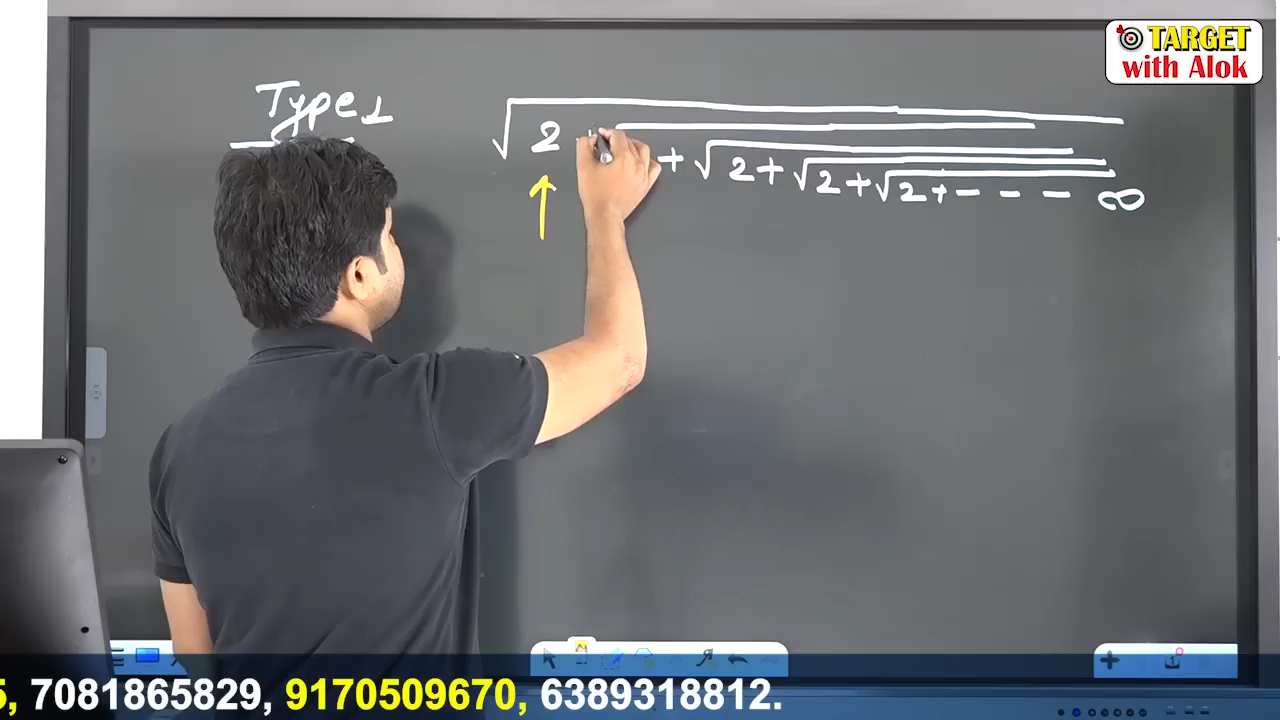 TARGET
with Alok
Type 1
√2 + √ + √2+√2+√2+- - - ∞
5, 7081865829, 9170509670, 6389318812.